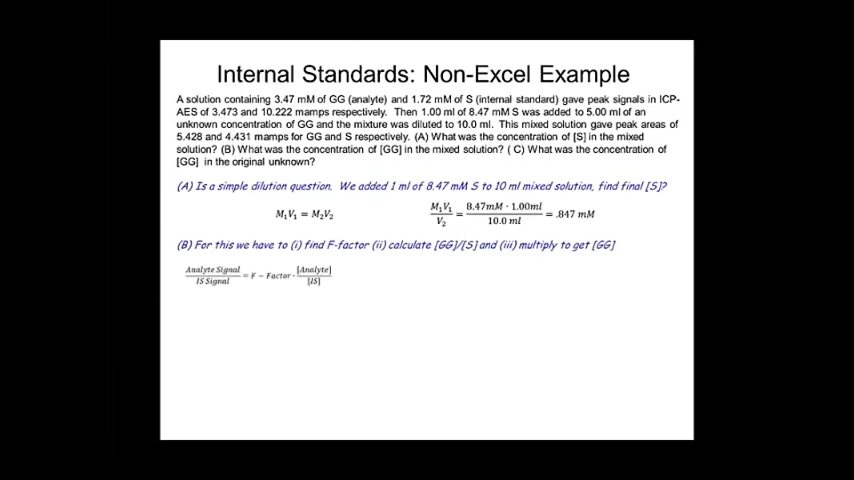 Internal Standards: Non-Excel Example
A solution containing 3.47 mM of GG (analyte) and 1.72 mM of S (internal standard) gave peak signals in ICP-
AES of 3.473 and 10.222 mamps respectively. Then 1.00 ml of 8.47 mM S was added to 5.00 ml of an
unknown concentration of GG and the mixture was diluted to 10.0 ml. This mixed solution gave peak areas of
5.428 and 4.431 mamps for GG and S respectively. (A) What was the concentration of [S] in the mixed
solution? (B) What was the concentration of [GG] in the mixed solution? ( C) What was the concentration of
[GG] in the original unknown?
(A) Is a simple dilution question. We added 1 ml of 8.47 mM S to 10 ml mixed solution, find final [S]?
M₁V₁ = M₂V₂
M₁V₁ / V₂ = 8.47mM · 1.00ml / 10.0 ml = .847 mM
(B) For this we have to (i) find F-factor (ii) calculate [GG]/[S] and (iii) multiply to get [GG]
Analyte Signal / IS Signal = F − Factor · [Analyte] / [IS]